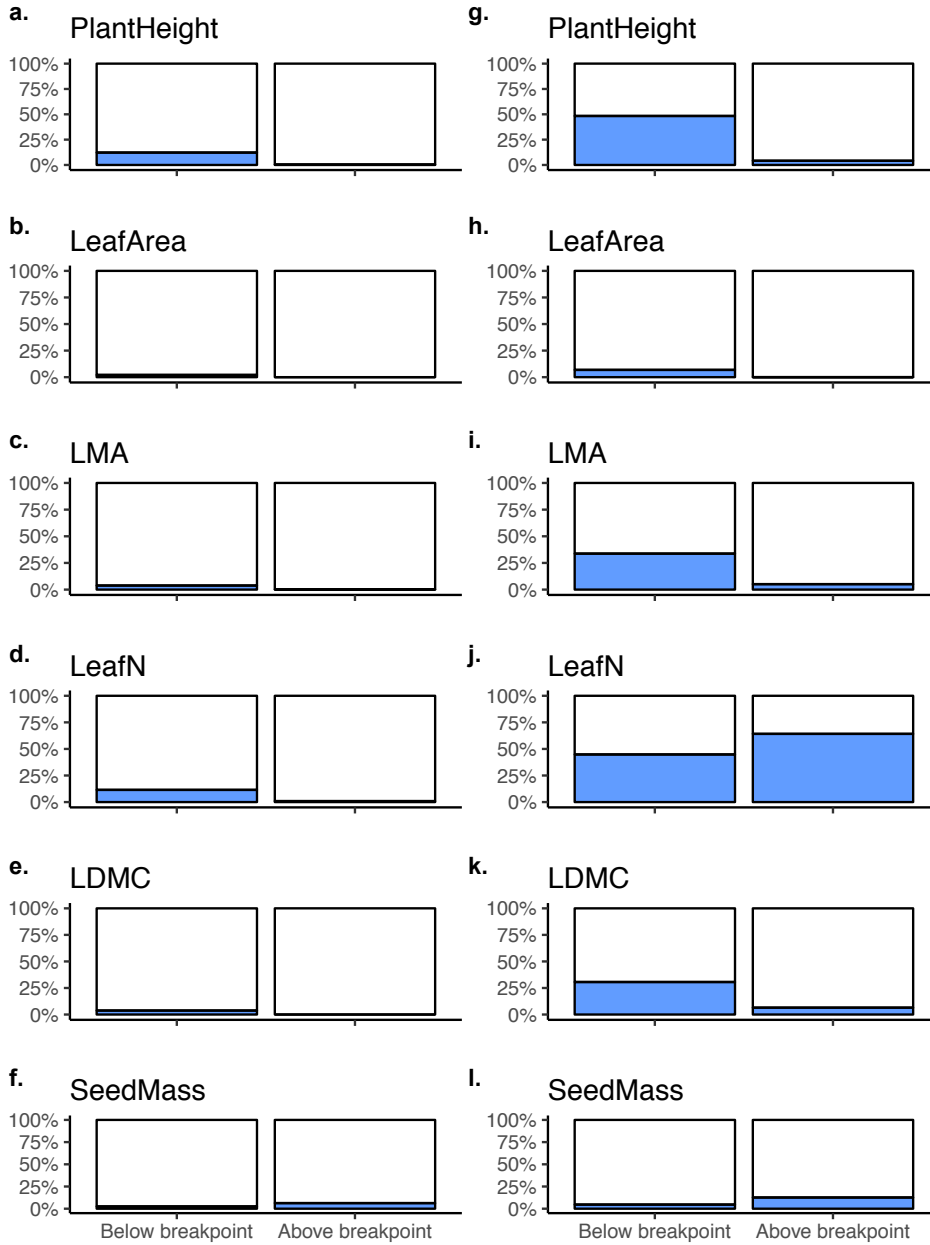 a.
PlantHeight
100%
75%
50%
25%
0%
b.
LeafArea
100%
75%
50%
25%
0%
c.
LMA
100%
75%
50%
25%
0%
d.
LeafN
100%
75%
50%
25%
0%
e.
LDMC
100%
75%
50%
25%
0%
f.
SeedMass
100%
75%
50%
25%
0%
Below breakpoint Above breakpoint
g.
PlantHeight
100%
75%
50%
25%
0%
h.
LeafArea
100%
75%
50%
25%
0%
i.
LMA
100%
75%
50%
25%
0%
j.
LeafN
100%
75%
50%
25%
0%
k.
LDMC
100%
75%
50%
25%
0%
l.
SeedMass
100%
75%
50%
25%
0%
Below breakpoint Above breakpoint